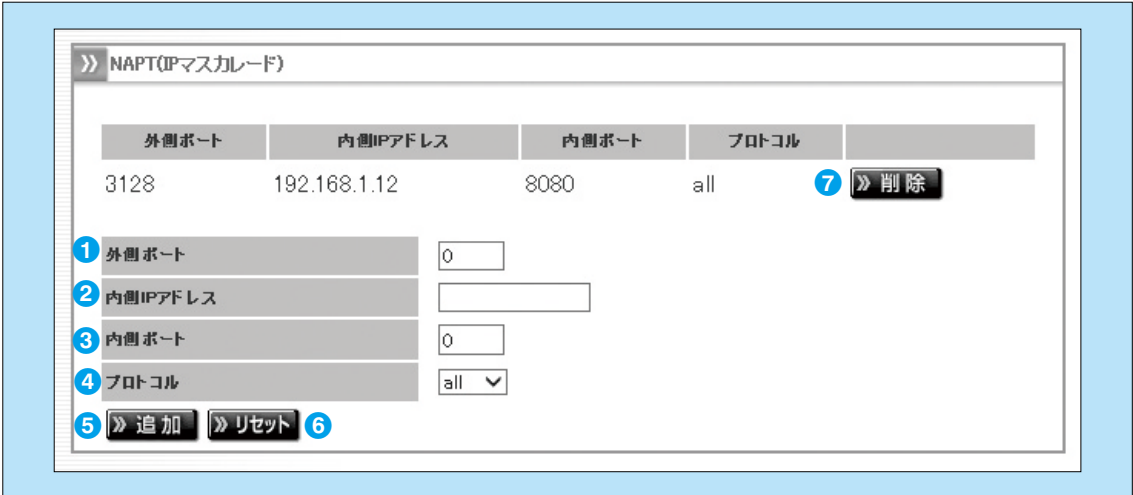 » NAPT(IPマスカレード)
外側ポート 内側IPアドレス 内側ポート プロトコル
3128 192.168.1.12 8080 all 7 » 削除
1 外側ポート 0
2 内側IPアドレス
3 内側ポート 0
4 プロトコル all
5 » 追加 » リセット 6